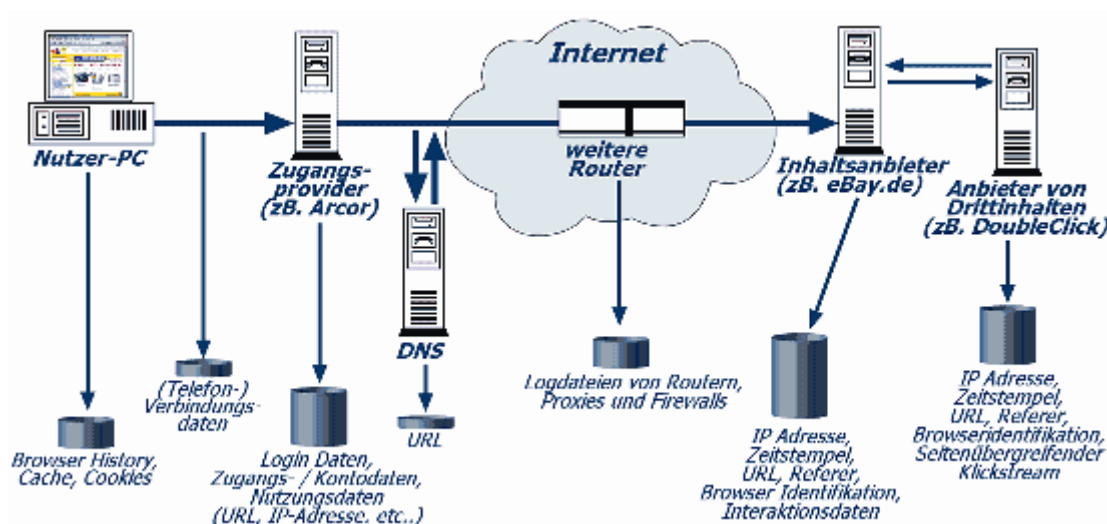 Internet
Nutzer-PC
Zugangs-
provider
(zB. Arcor)
weitere
Router
Inhaltsanbieter
(zB. eBay.de)
Anbieter von
Drittinhalten
(zB. DoubleClick)
DNS
(Telefon-)
Verbindungs-
daten
Browser History,
Cache, Cookies
Login Daten,
Zugangs- / Kontodaten,
Nutzungsdaten
(URL, IP-Adresse, etc..)
URL
Logdateien von Routern,
Proxies und Firewalls
IP Adresse,
Zeitstempel,
URL, Referer,
Browser Identifikation,
Interaktionsdaten
IP Adresse,
Zeitstempel,
URL, Referer,
Browseridentifikation,
Seitenübergreifender
Klickstream